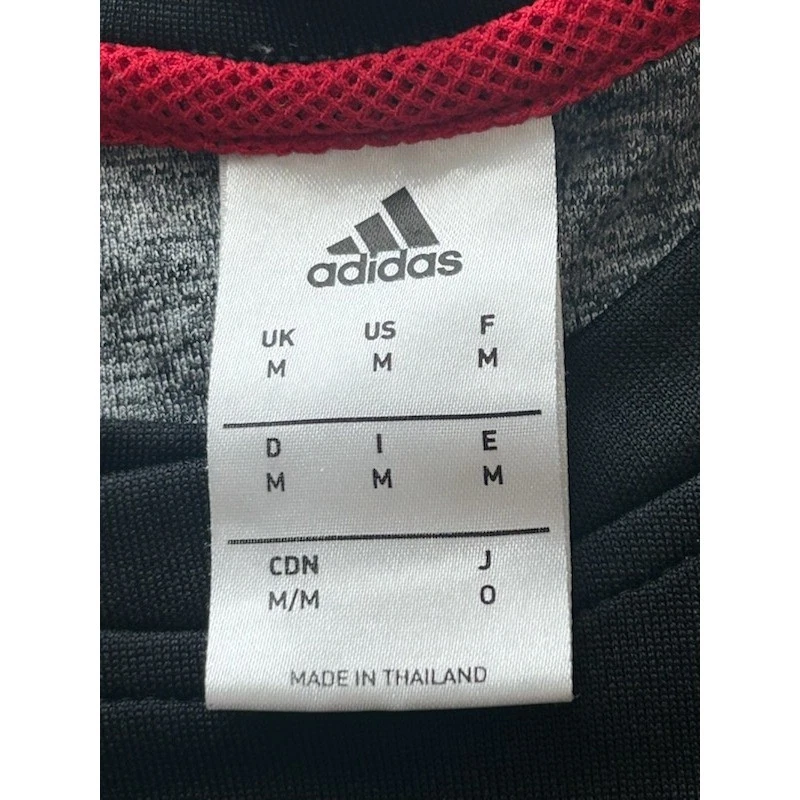 adidas
UK US F
M M M
D I E
M M M
CDN J
M/M O
MADE IN THAILAND